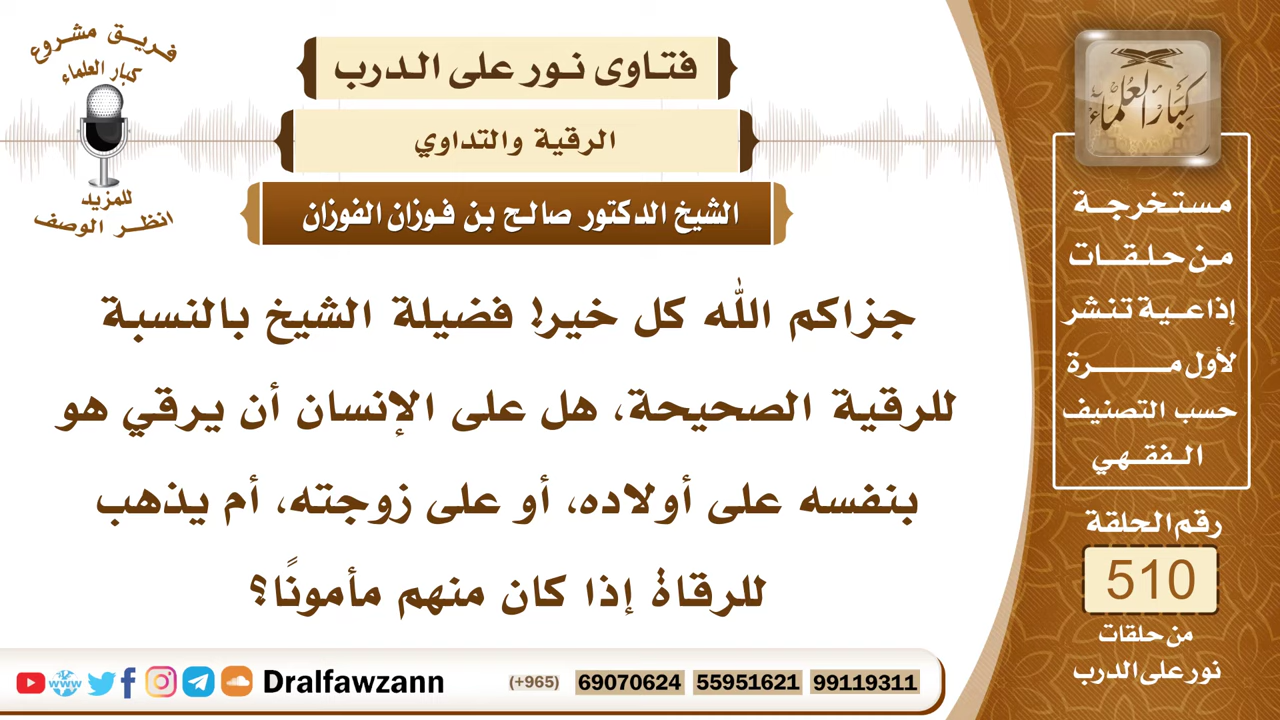 فريق مشروع
كبار العلماء
للمزيد
انظر الوصف
فتاوى نور على الدرب
الرقية والتداوي
الشيخ الدكتور صالح بن فوزان الفوزان
جزاكم الله كل خير! فضيلة الشيخ بالنسبة
للرقية الصحيحة، هل على الإنسان أن يرقي هو
بنفسه على أولاده، أو على زوجته، أم يذهب
للرقاة إذا كان منهم مأمونًا؟
كبار العلماء
مستخرجة
من حلقات
إذاعية تنشر
لأول مرة
حسب التصنيف
الفقهي
رقم الحلقة
510
من حلقات
نور على الدرب
Dralfawzann (+965) 69070624 55951621 99119311